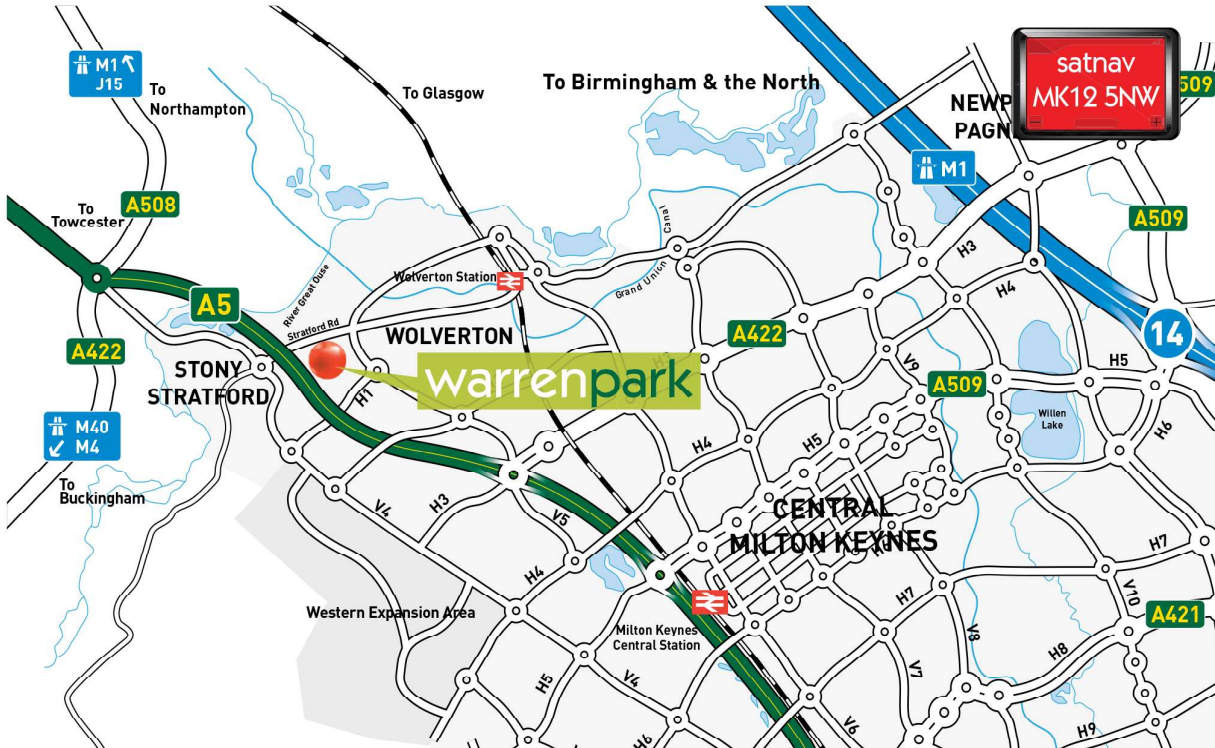 M1
J15
To
Northampton
To Glasgow
To Birmingham & the North
satnav
MK12 5NW
509
NEWP
PAGN
M1
To
Towcester
A508
A509
Canal
H3
Wolverton Station
Grand Union
H4
River Great Ouse
A5
Stratford Rd
WOLVERTON
A422
14
A422
STONY
STRATFORD
warrenpark
V9
H5
A509
H1
Willen
Lake
M40
M4
H4
H5
H6
To
Buckingham
H3
V4
V5
CENTRAL
MILTON KEYNES
H7
H4
Western Expansion Area
H7
V10
A421
Milton Keynes
Central Station
V8
H8
H5
V4
V7
V6
H6
H9